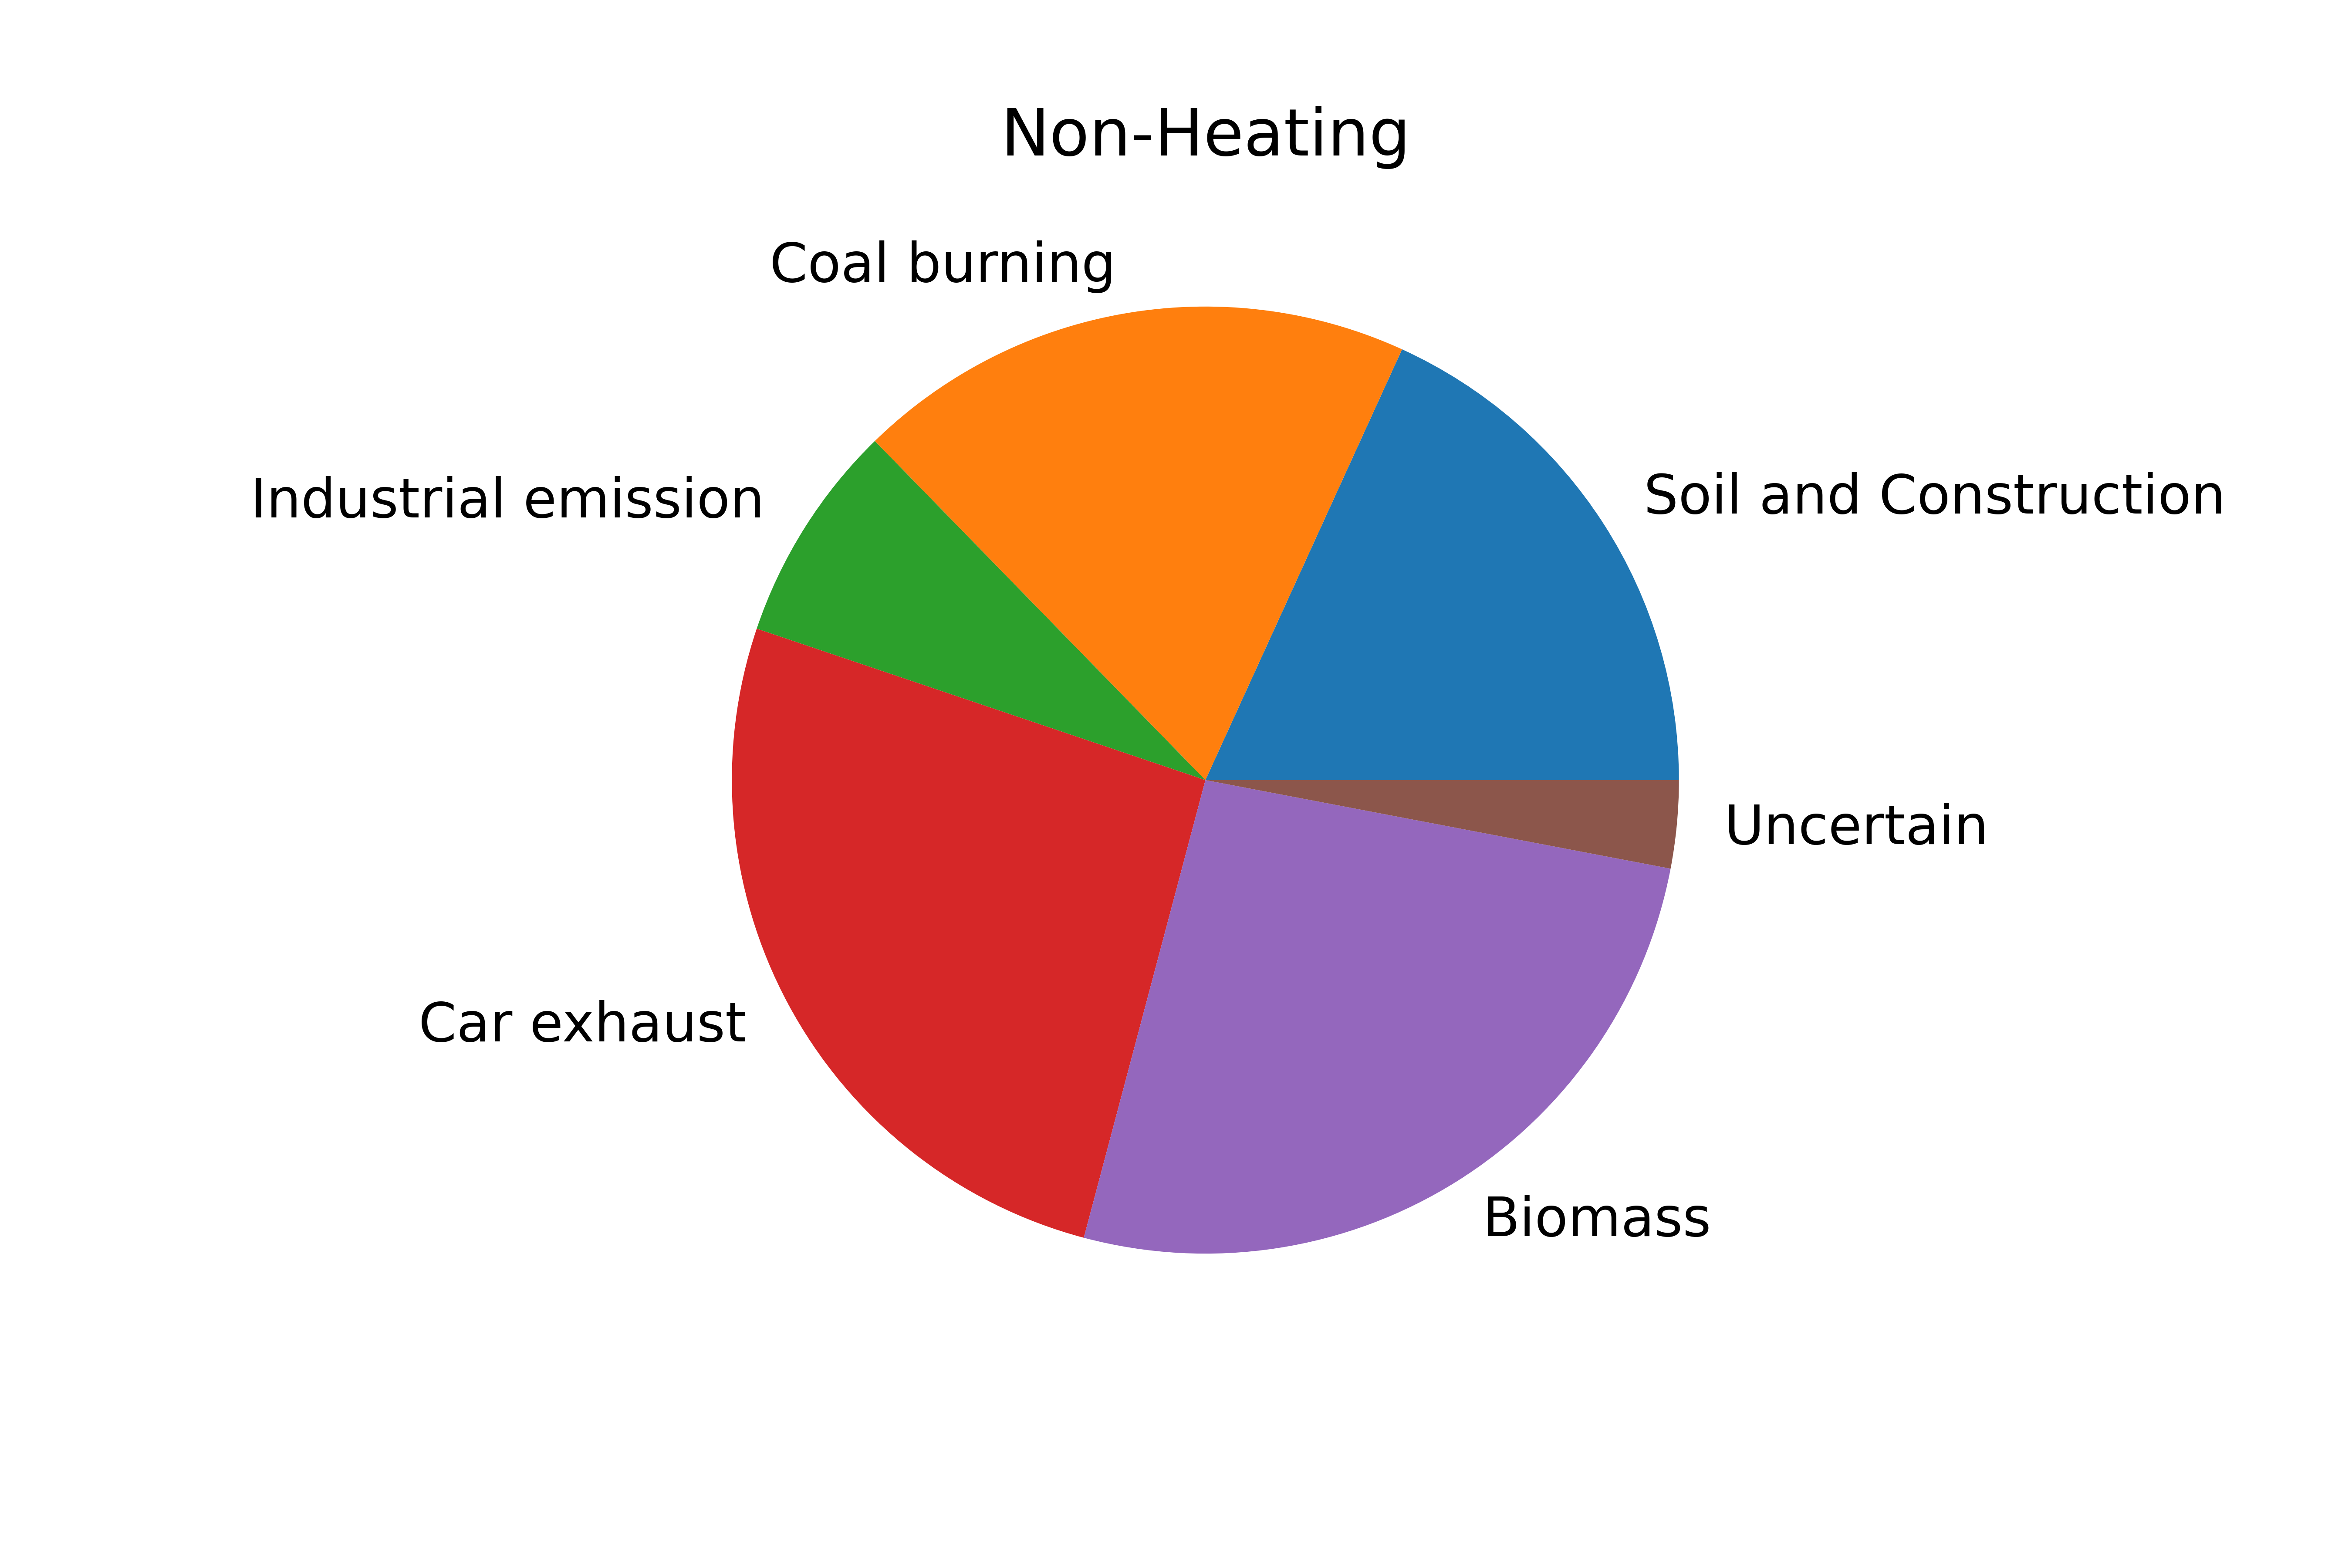 Non-Heating
Coal burning
Soil and Construction
Industrial emission
Uncertain
Car exhaust
Biomass